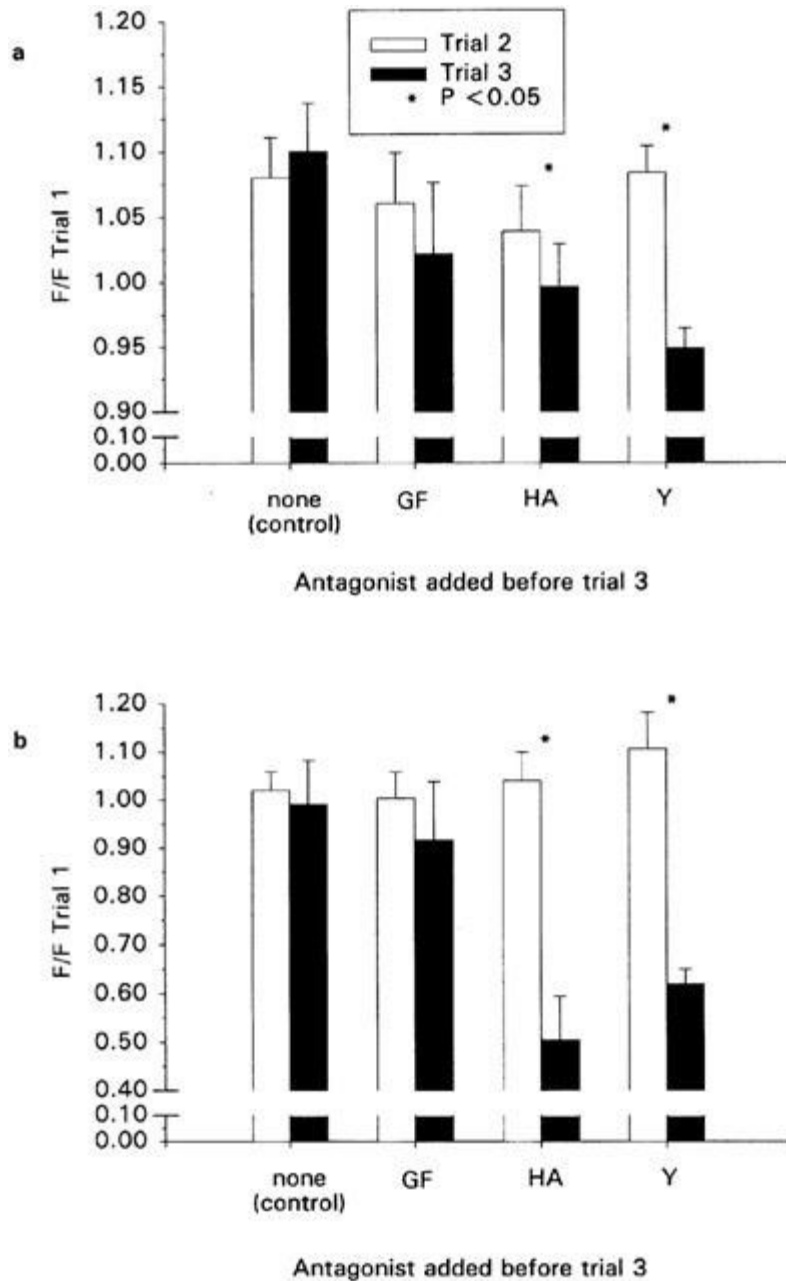 a
1.20
1.15
1.10
1.05
1.00
0.95
0.90
0.10
0.00
F/F Trial 1
Trial 2
Trial 3
* P <0.05
*
*
none
(control)
GF
HA
Y
Antagonist added before trial 3
b
1.20
1.10
1.00
0.90
0.80
0.70
0.60
0.50
0.40
0.10
0.00
F/F Trial 1
*
*
none
(control)
GF
HA
Y
Antagonist added before trial 3